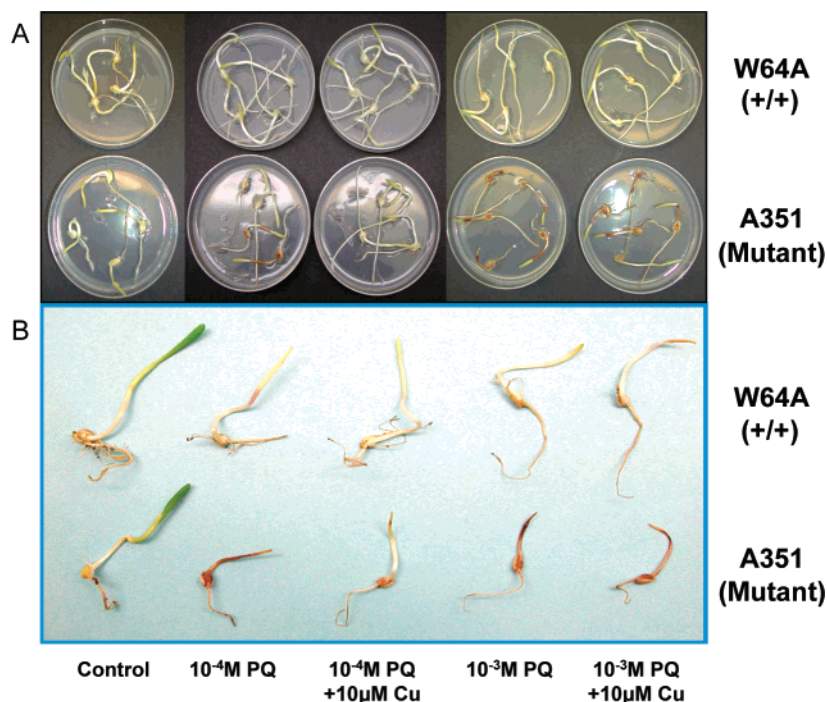 A
W64A
(+/+)
A351
(Mutant)
B
W64A
(+/+)
A351
(Mutant)
Control
10⁻⁴M PQ
10⁻⁴M PQ
+10µM Cu
10⁻³M PQ
10⁻³M PQ
+10µM Cu